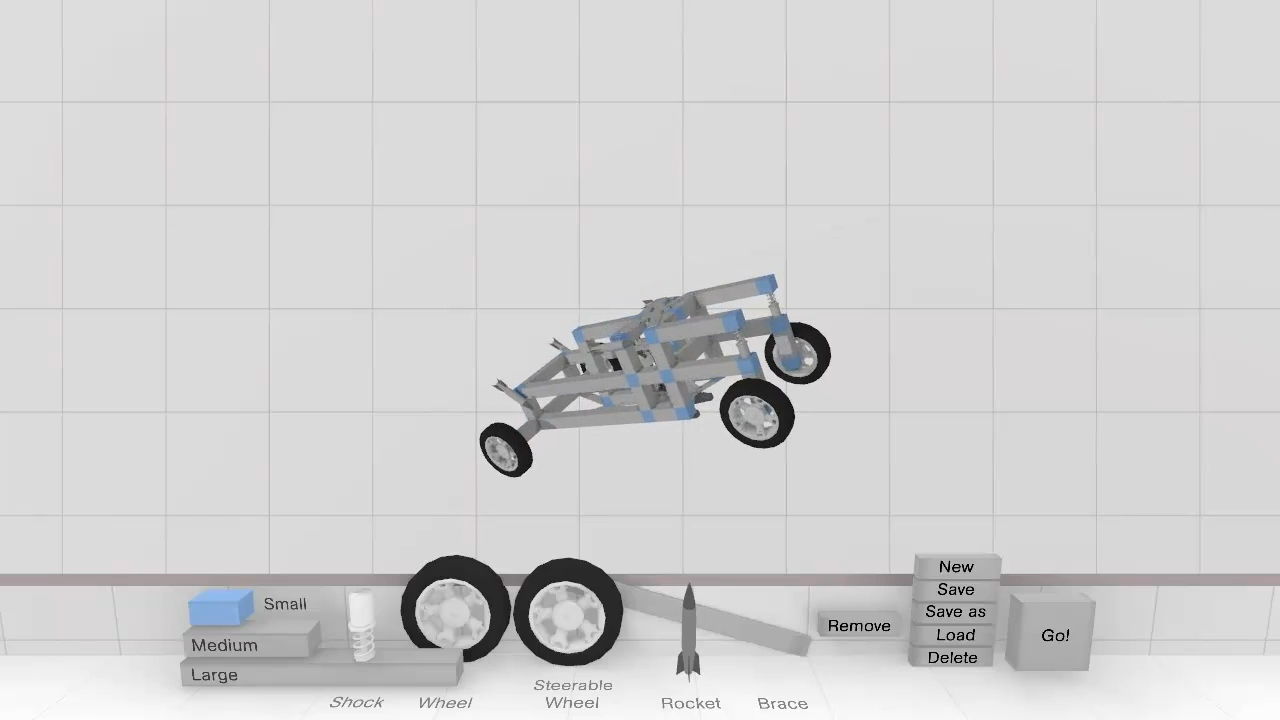 Small
Medium
Large
Shock
Wheel
Steerable
Wheel
Rocket
Brace
Remove
New
Save
Save as
Load
Delete
Go!